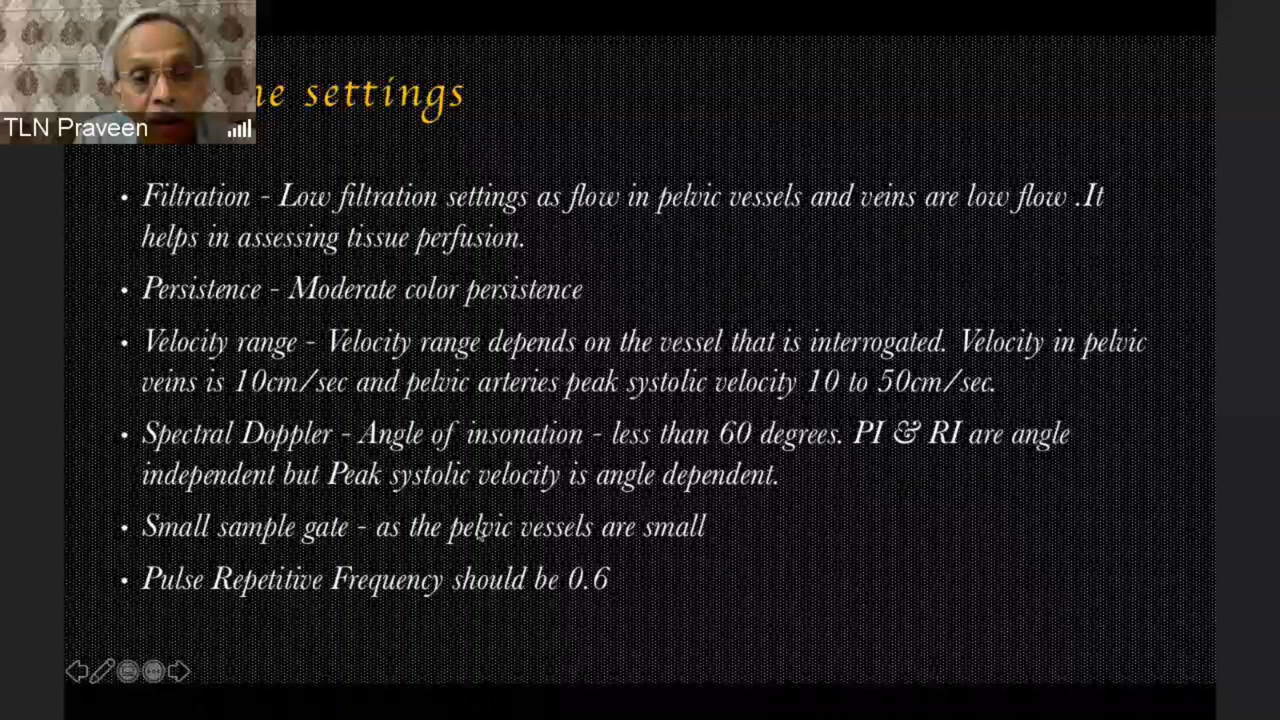 TLN Praveen
settings
• Filtration - Low filtration settings as flow in pelvic vessels and veins are low flow .It
helps in assessing tissue perfusion.
• Persistence - Moderate color persistence
• Velocity range - Velocity range depends on the vessel that is interrogated. Velocity in pelvic
veins is 10cm/sec and pelvic arteries peak systolic velocity 10 to 50cm/sec.
• Spectral Doppler - Angle of insonation - less than 60 degrees. PI & RI are angle
independent but Peak systolic velocity is angle dependent.
• Small sample gate - as the pelvic vessels are small
• Pulse Repetitive Frequency should be 0.6